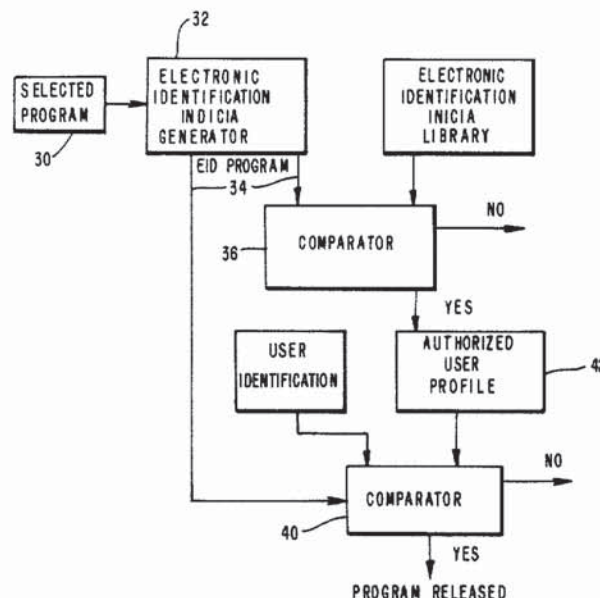 32
SELECTED
PROGRAM
30
ELECTRONIC
IDENTIFICATION
INDICIA
GENERATOR
ELECTRONIC
IDENTIFICATION
INICIA
LIBRARY
EID PROGRAM
34
COMPARATOR
36
NO
YES
USER
IDENTIFICATION
AUTHORIZED
USER
PROFILE
COMPARATOR
40
NO
YES
PROGRAM RELEASED